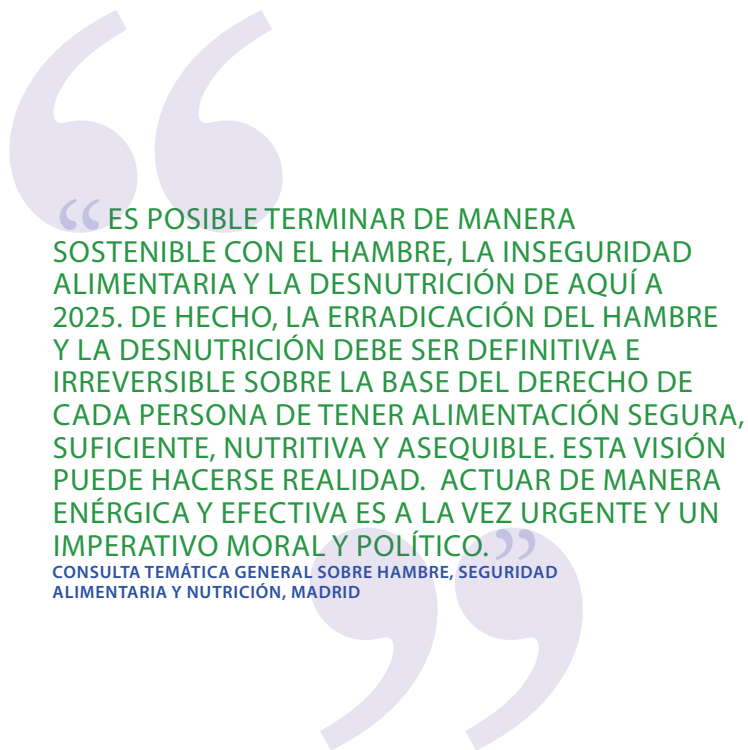 “ES POSIBLE TERMINAR DE MANERA
SOSTENIBLE CON EL HAMBRE, LA INSEGURIDAD
ALIMENTARIA Y LA DESNUTRICIÓN DE AQUÍ A
2025. DE HECHO, LA ERRADICACIÓN DEL HAMBRE
Y LA DESNUTRICIÓN DEBE SER DEFINITIVA E
IRREVERSIBLE SOBRE LA BASE DEL DERECHO DE
CADA PERSONA DE TENER ALIMENTACIÓN SEGURA,
SUFICIENTE, NUTRITIVA Y ASEQUIBLE. ESTA VISIÓN
PUEDE HACERSE REALIDAD.  ACTUAR DE MANERA
ENÉRGICA Y EFECTIVA ES A LA VEZ URGENTE Y UN
IMPERATIVO MORAL Y POLÍTICO.”
CONSULTA TEMÁTICA GENERAL SOBRE HAMBRE, SEGURIDAD
ALIMENTARIA Y NUTRICIÓN, MADRID